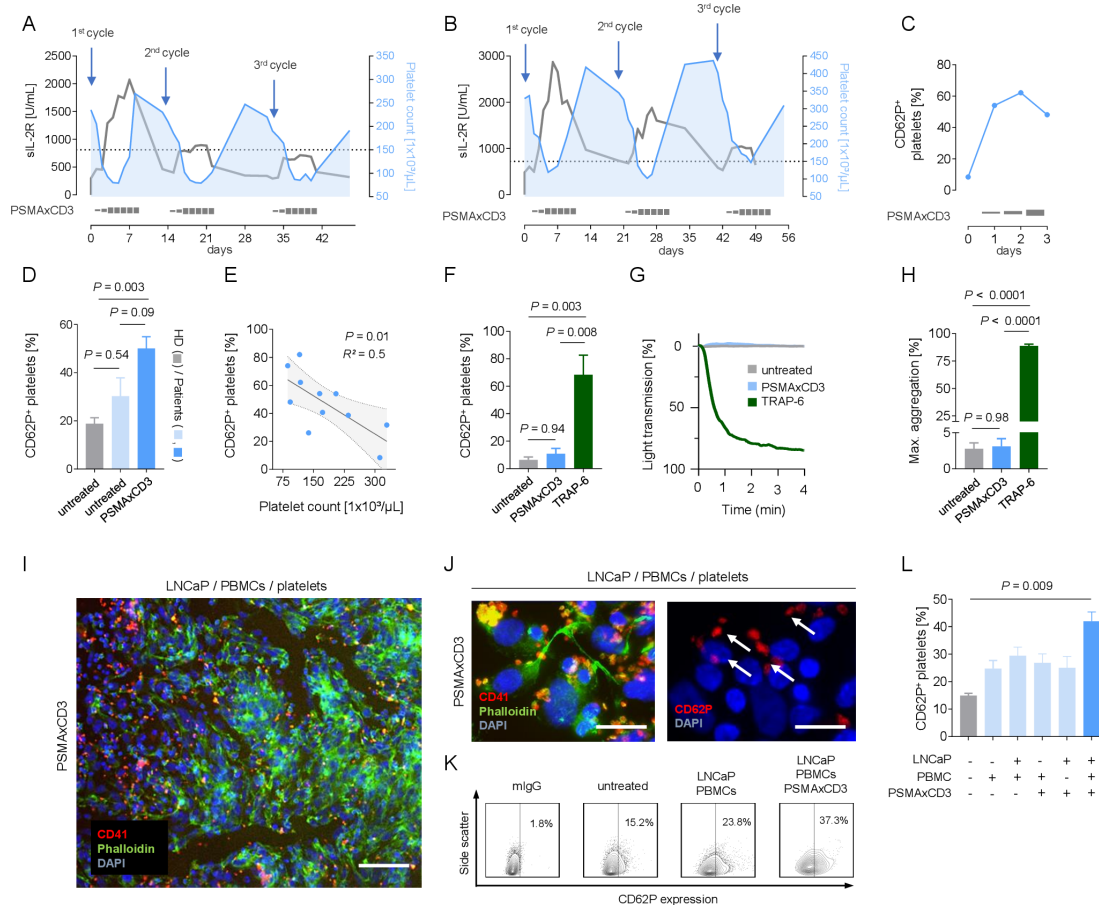 A
1st cycle
2nd cycle
3rd cycle
2500
2000
1500
1000
500
0
sIL-2R [U/mL]
350
300
250
200
150
100
50
Platelet count [1x10³/µL]
PSMAxCD3
0 7 14 21 28 35 42
days
B
1st cycle
2nd cycle
3rd cycle
3000
2000
1000
0
sIL-2R [U/mL]
450
400
350
300
250
200
150
100
50
Platelet count [1x10³/µL]
PSMAxCD3
0 7 14 21 28 35 42 49 56
days
C
CD62P+
platelets [%]
80
60
40
20
0
PSMAxCD3
0 1 2 3
days
D
P = 0.003
P = 0.09
P = 0.54
60
40
20
0
CD62P+ platelets [%]
HD ( ) / Patients ( , )
untreated
untreated
PSMAxCD3
E
P = 0.01
R² = 0.5
100
80
60
40
20
0
CD62P+ platelets [%]
75 150 225 300
Platelet count [1x10³/µL]
F
P = 0.003
P = 0.008
P = 0.94
100
80
60
40
20
0
CD62P+ platelets [%]
untreated
PSMAxCD3
TRAP-6
G
Light transmission [%]
0
50
100
untreated
PSMAxCD3
TRAP-6
0 1 2 3 4
Time (min)
H
P < 0.0001
P < 0.0001
P = 0.98
100
75
50
25
5
0
Max. aggregation [%]
untreated
PSMAxCD3
TRAP-6
I
LNCaP / PBMCs / platelets
PSMAxCD3
CD41
Phalloidin
DAPI
J
LNCaP / PBMCs / platelets
PSMAxCD3
CD41
Phalloidin
DAPI
CD62P
DAPI
K
mIgG
untreated
LNCaP
PBMCs
LNCaP
PBMCs
PSMAxCD3
Side scatter
1.8%
15.2%
23.8%
37.3%
CD62P expression
L
P = 0.009
50
40
30
20
10
0
CD62P+ platelets [%]
LNCaP - - + - + +
PBMC - + + + - +
PSMAxCD3 - - - + + +